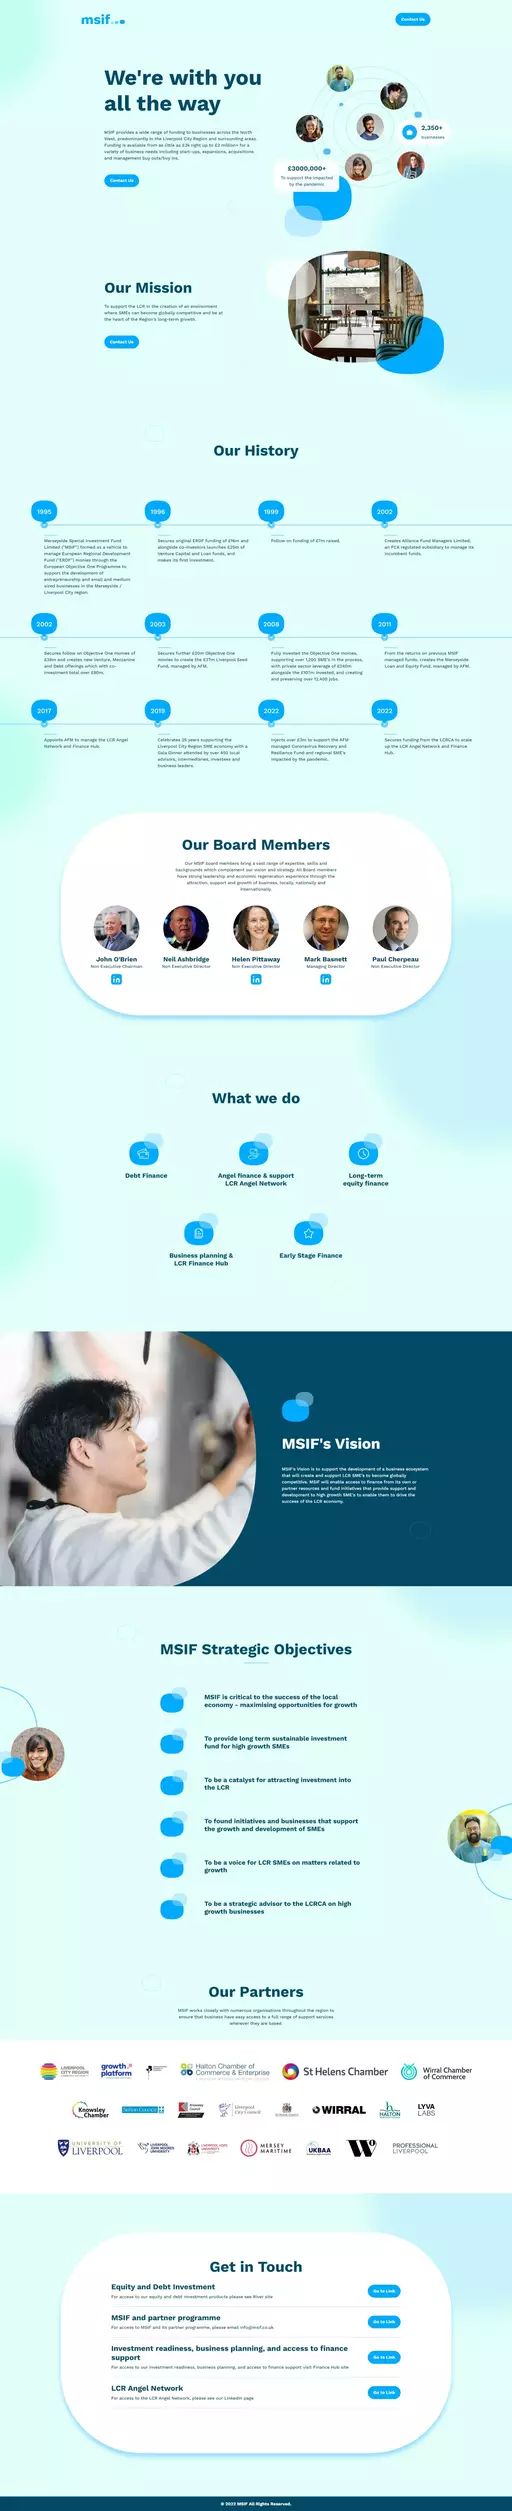 msif
Contact Us
We're with you
all the way
MSIF provides a wide range of funding to businesses across the North
West, predominantly to the Liverpool City Region and surrounding areas.
Funding is available from as little as £3k right up to £2 million+ for a
variety of business needs including start-ups, expansions, acquisitions
and management buy outs/buy ins.
Contact Us
2,350+
businesses
£3000,000+
To support the impacted
by the pandemic
Our Mission
To support the LCR in the creation of an environment
where SMEs can become globally competitive and be at
the heart of the Region's long-term growth.
Contact Us
Our History
1995
1996
1999
2002
Merseyside Special Investment Fund
Limited ("MSIF") formed as a vehicle to
manage European Regional Development
Fund ("ERDF") monies through the
European Objective One Programme to
support the development of
entrepreneurship and small and medium
sized businesses in the Merseyside /
Liverpool City region.
Secures original ERDF funding of £16m and
alongside co-investors launches £25m of
Venture Capital and Loan funds, and
makes its first investment.
Follow on funding of £7m raised.
Creates Alliance Fund Managers Limited,
an FCA regulated subsidiary to manage its
incumbent funds.
2002
2003
2008
2011
Secures follow on Objective One monies of
and creates new Venture, Mezzanine
and Debt offerings which with co-
investment total over
Secures further £20m Objective One
monies to create the £27m Liverpool Seed
Fund, managed by AFM.
Fully invested the Objective One monies,
supporting over 1,200 SME's in the process,
with private sector leverage of £240m
alongside the £107m invested; and creating
and preserving over 13,400 jobs.
From the returns on previous MSIF
managed funds, creates the Merseyside
Loan and Equity Fund, managed by AFM.
2017
2019
2022
2022
Appoints AFM to manage the LCR Angel
Network and Finance Hub.
Celebrates 25 years supporting the
Liverpool City Region SME economy with a
Gala Dinner attended by over 400 local
advisors, intermediaries, investees and
business leaders.
Injects over £3m to support the AFM
managed Coronavirus Recovery and
Resilience Fund and regional SME's
impacted by the pandemic.
Secures funding from the LCRCA to scale
up the LCR Angel Network and Finance
Hub.
Our Board Members
Our MSIF board members bring a vast range of expertise, skills and
backgrounds which complement our vision and strategy. All Board members
have strong leadership and economic regeneration experience through the
attraction, support and growth of business, locally, nationally and
internationally.
John O'Brien
Non Executive Chairman
Neil Ashbridge
Non Executive Director
Helen Pittaway
Non Executive Director
Mark Basnett
Managing Director
Paul Cherpeau
Non Executive Director
in
in
in
What we do
Debt Finance
Angel finance & support
LCR Angel Network
Long-term
equity finance
Business planning &
LCR Finance Hub
Early Stage Finance
MSIF's Vision
MSIF's Vision is to support the development of a business ecosystem
that will create and support LCR SME's to become globally
competitive. MSIF will enable access to finance from its own or
partner resources and fund initiatives that provide support and
development to high growth SME's to enable them to drive the
success of the LCR economy.
MSIF Strategic Objectives
MSIF is critical to the success of the local
economy - maximising opportunities for growth
To provide long term sustainable investment
fund for high growth SMEs
To be a catalyst for attracting investment into
the LCR
To found initiatives and businesses that support
the growth and development of SMEs
To be a voice for LCR SMEs on matters related to
growth
To be a strategic advisor to the LCRCA on high
growth businesses
Our Partners
MSIF works closely with numerous organisations throughout the region to
ensure that business have easy access to a full range of support services
wherever they are based
LIVERPOOL
CITY REGION
growth
platform
Halton Chamber of
Commerce & Enterprise
St Helens Chamber
Wirral Chamber
of Commerce
Knowsley
Chamber
Sefton Council
Knowsley Council
Liverpool
City Council
WIRRAL
HALTON
LYVA
LABS
UNIVERSITY OF
LIVERPOOL
LIVERPOOL
JOHN MOORES
UNIVERSITY
LIVERPOOL HOPE
UNIVERSITY
MERSEY
MARITIME
UKBAA
PROFESSIONAL
LIVERPOOL
Get in Touch
Equity and Debt Investment
For access to our equity and debt investment products please see River site
Go to Link
MSIF and partner programme
For access to MSIF and its partner programme, please email info@msif.co.uk
Go to Link
Investment readiness, business planning, and access to finance
support
For access to our investment readiness, business planning, and access to finance support visit Finance Hub site
Go to Link
LCR Angel Network
For access to the LCR Angel Network, please see our LinkedIn page
Go to Link
© 2022 MSIF All Rights Reserved.